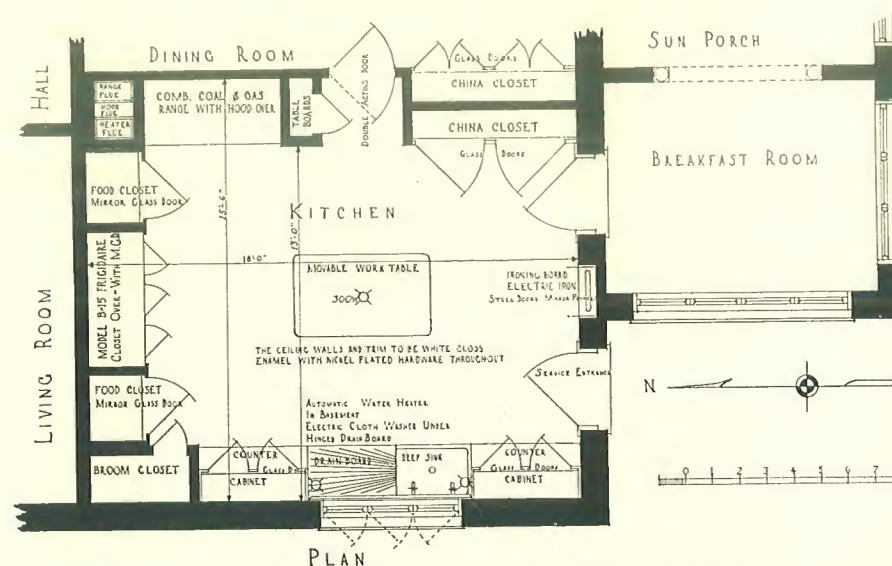 DINING ROOM
SUN PORCH
HALL
RANGE FLUE
HOOD FLUE
HEATER FLUE
COMB. COAL & GAS
RANGE WITH HOOD OVER
TABLE
BOARDS
DOUBLE ACTING DOOR
GLASS DOORS
CHINA CLOSET
CHINA CLOSET
GLASS DOORS
BREAKFAST ROOM
FOOD CLOSET
MIRROR GLASS DOOR
15'-6"
13'-0"
KITCHEN
16'-0"
MODEL B-15 FRIGIDAIRE
CLOSET OVER-WITH M.G.D.
MOVABLE WORK TABLE
300W
IRONING BOARD
ELECTRIC IRON
STEEL DOORS MIRROR
THE CEILING WALLS AND TRIM TO BE WHITE GLOSS
ENAMEL WITH NICKEL PLATED HARDWARE THROUGHOUT
SERVICE ENTRANCE
LIVING ROOM
FOOD CLOSET
MIRROR GLASS DOOR
AUTOMATIC WATER HEATER
IN BASEMENT
ELECTRIC CLOTH WASHER UNDER
HINGED DRAIN BOARD
N
BROOM CLOSET
COUNTER
GLASS
CABINET
DRAIN BOARD
DEEP SINK
COUNTER
GLASS DOORS
CABINET
0 1 2 3 4 5 6 7
PLAN